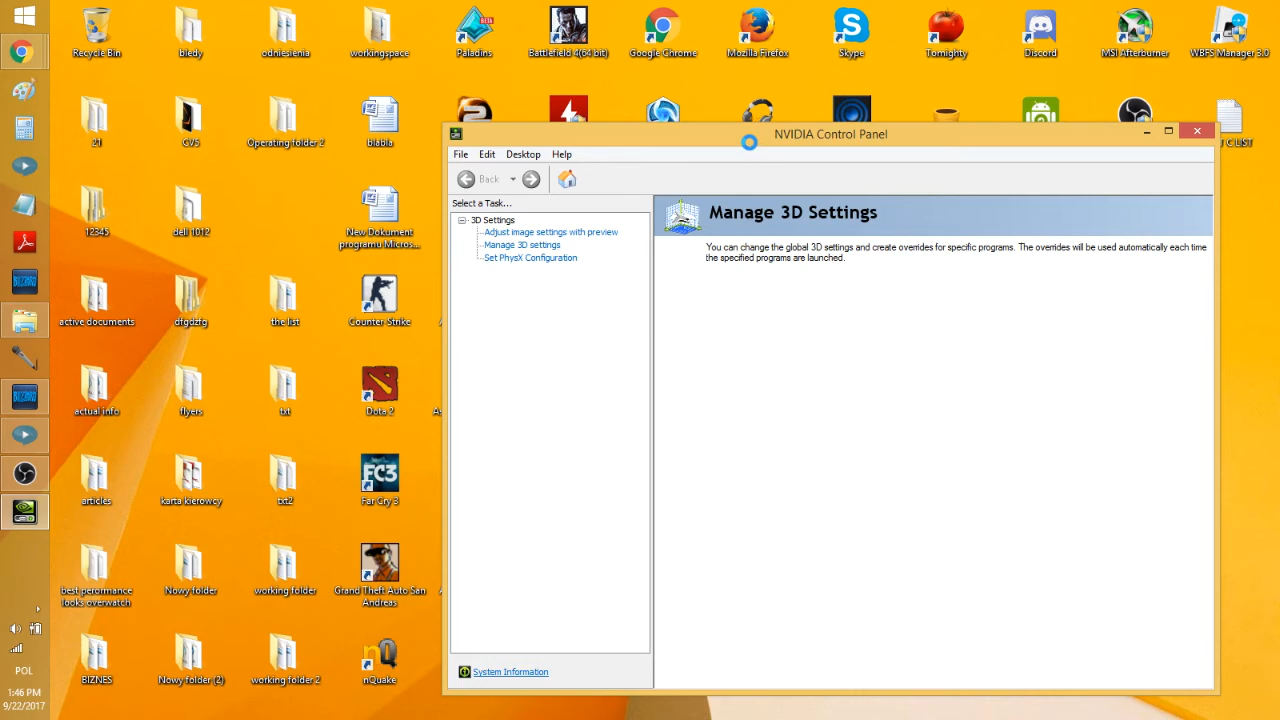 Recycle Bin
biedy
odniesienia
workingspace
Paladins
Battlefield 4(64 bit)
Google Chrome
Mozilla Firefox
Skype
Tomighty
Discord
MSI Afterburner
WBFS Manager 3.0
21
CV5
Operating folder 2
blabla
NVIDIA Control Panel
File
Edit
Desktop
Help
Back
Select a Task...
3D Settings
Adjust image settings with preview
Manage 3D settings
Set PhysX Configuration
Manage 3D Settings
You can change the global 3D settings and create overrides for specific programs. The overrides will be used automatically each time
the specified programs are launched.
12345
dell 1012
New Dokument
programu Micros...
active documents
dfgdzfg
the list
Counter Strike
actual info
flyers
txt
Dota 2
articles
karta kierowcy
txt2
FC3
Far Cry 3
best perormance
looks overwatch
Nowy folder
working folder
Grand Theft Auto San
Andreas
BIZNES
Nowy folder (2)
working folder 2
nQuake
System Information
POL
1:46 PM
9/22/2017